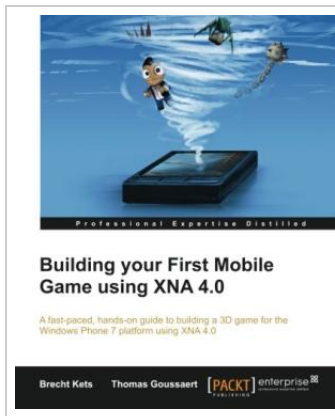 Professional Expertise Distilled
Building your First Mobile
Game using XNA 4.0
A fast-paced, hands-on guide to building a 3D game for the
Windows Phone 7 platform using XNA 4.0
Brecht Kets Thomas Goussaert [PACKT] enterprise
PUBLISHING